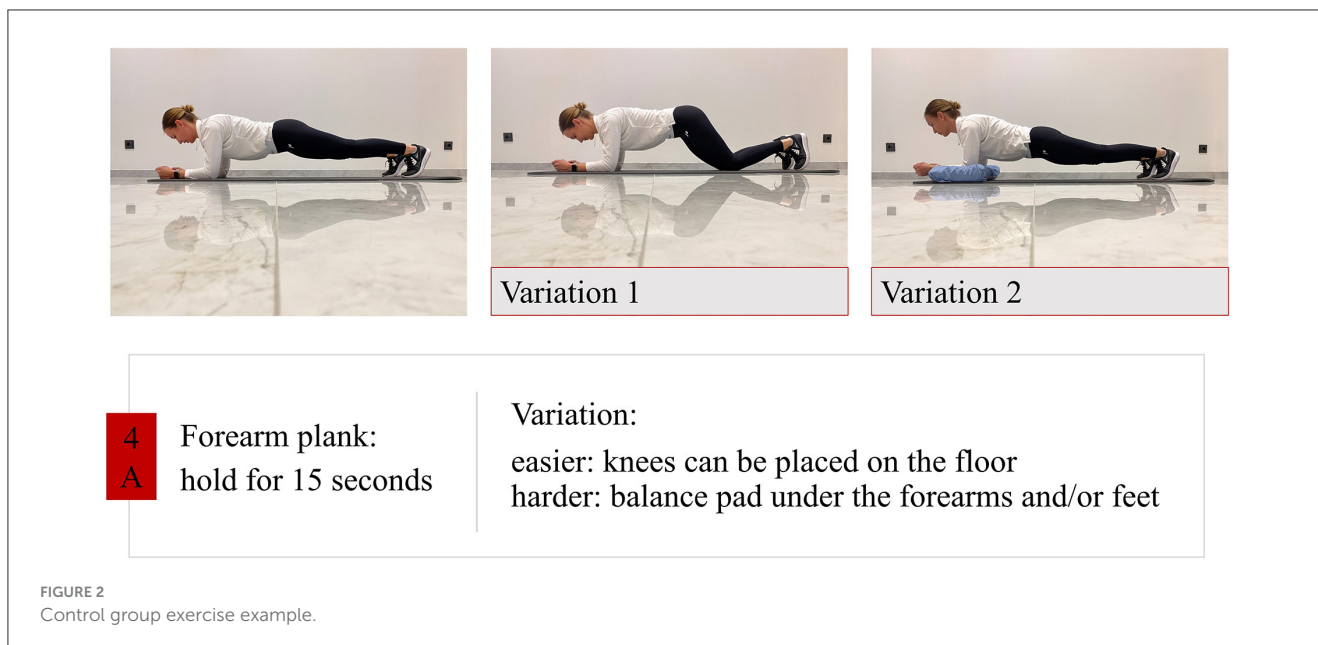 Variation 1
Variation 2
4
A
Forearm plank:
hold for 15 seconds
Variation:
easier: knees can be placed on the floor
harder: balance pad under the forearms and/or feet
FIGURE 2
Control group exercise example.